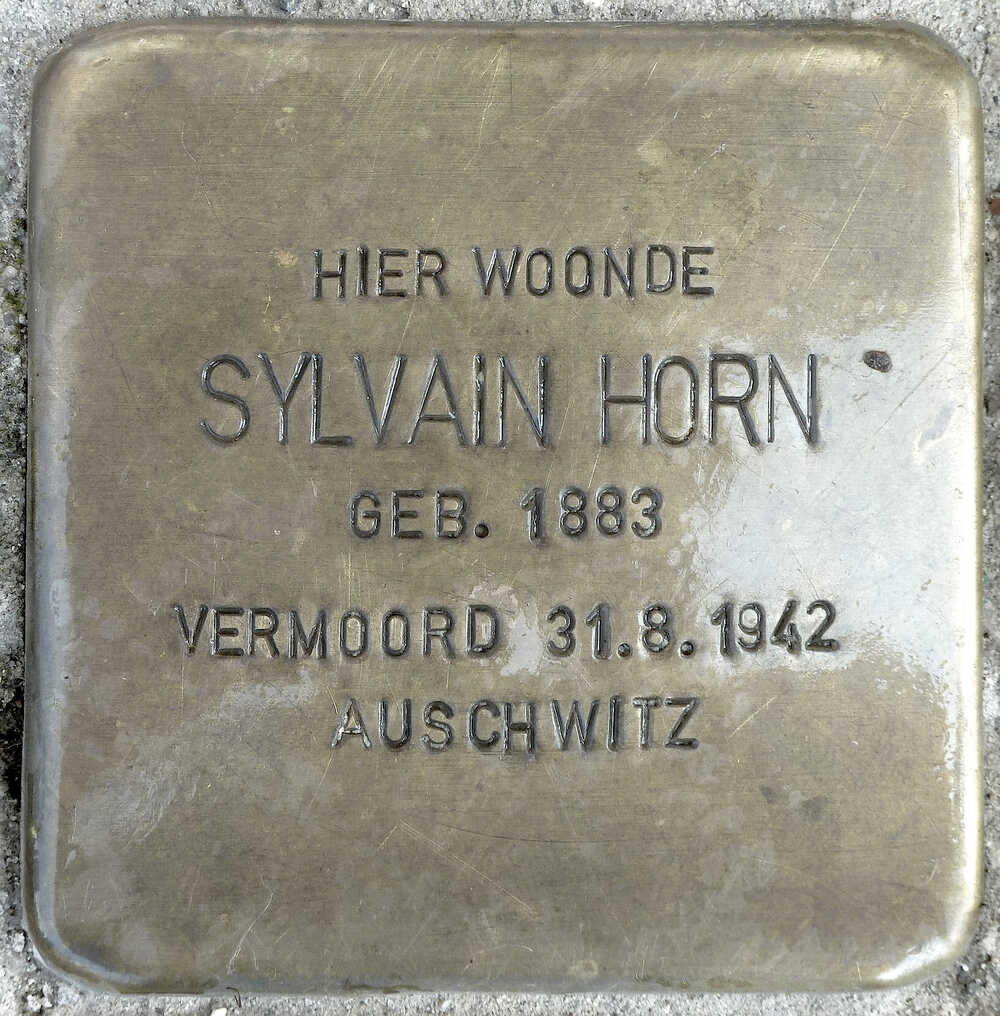 HIER WOONDE
SYLVAIN HORN
GEB. 1883
VERMOORD 31.8.1942
AUSCHWITZ